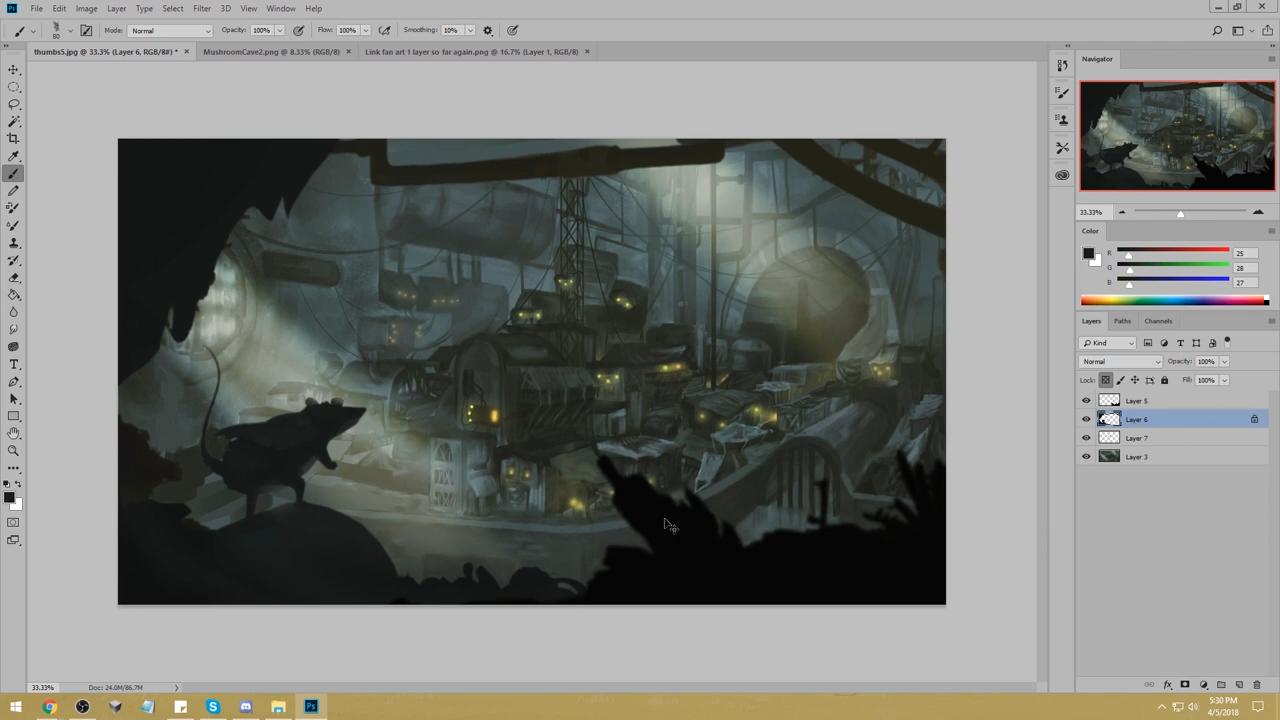 Ps File Edit Image Layer Type Select Filter 3D View Window Help
80 Mode: Normal Opacity: 100% Flow: 100% Smoothing: 10%
thumbs5.jpg @ 33.3% (Layer 6, RGB/8#) * × MushroomCave2.png @ 8.33% (RGB/8) × Link fan art 1 layer so far again.png @ 16.7% (Layer 1, RGB/8) ×
Navigator
33.33%
Color
R 25
G 28
B 27
Layers Paths Channels
Kind
Normal Opacity: 100%
Lock: Fill: 100%
Layer 5
Layer 6
Layer 7
Layer 3
33.33% Doc: 24.0M/86.7M
5:30 PM
4/5/2018